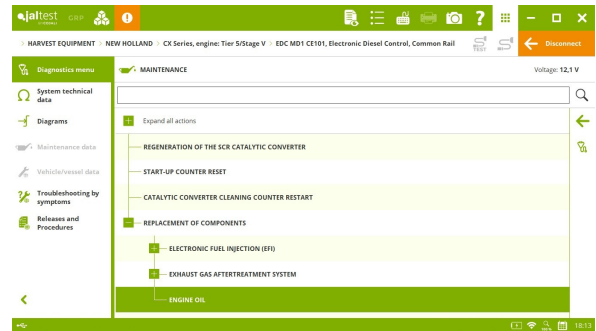 jaltest GRP
HARVEST EQUIPMENT > NEW HOLLAND > CX Series, engine: Tier 5/Stage V > EDC MD1 CE101, Electronic Diesel Control, Common Rail
TEST
Disconnect
Diagnostics menu
MAINTENANCE
Voltage: 12,1 V
System technical
data
Diagrams
Maintenance data
Vehicle/vessel data
Troubleshooting by
symptoms
Releases and
Procedures
Expand all actions
REGENERATION OF THE SCR CATALYTIC CONVERTER
START-UP COUNTER RESET
CATALYTIC CONVERTER CLEANING COUNTER RESTART
REPLACEMENT OF COMPONENTS
ELECTRONIC FUEL INJECTION (EFI)
EXHAUST GAS AFTERTREATMENT SYSTEM
ENGINE OIL
18:13